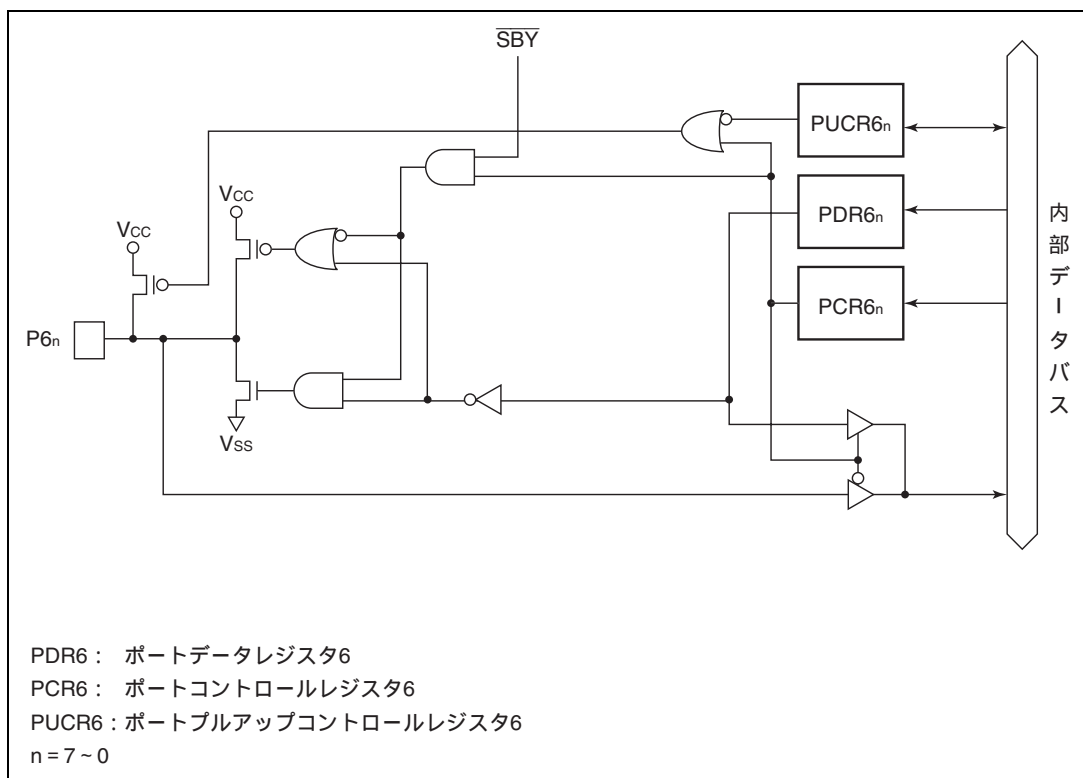 SBY
PUCR6n
VCC
PDR6n
VCC
PCR6n
P6n
VSS
内部データバス
PDR6： ポートデータレジスタ6
PCR6： ポートコントロールレジスタ6
PUCR6：ポートプルアップコントロールレジスタ6
n = 7 ~ 0